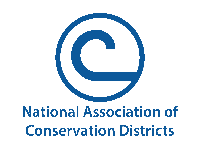 National Association of
Conservation Districts